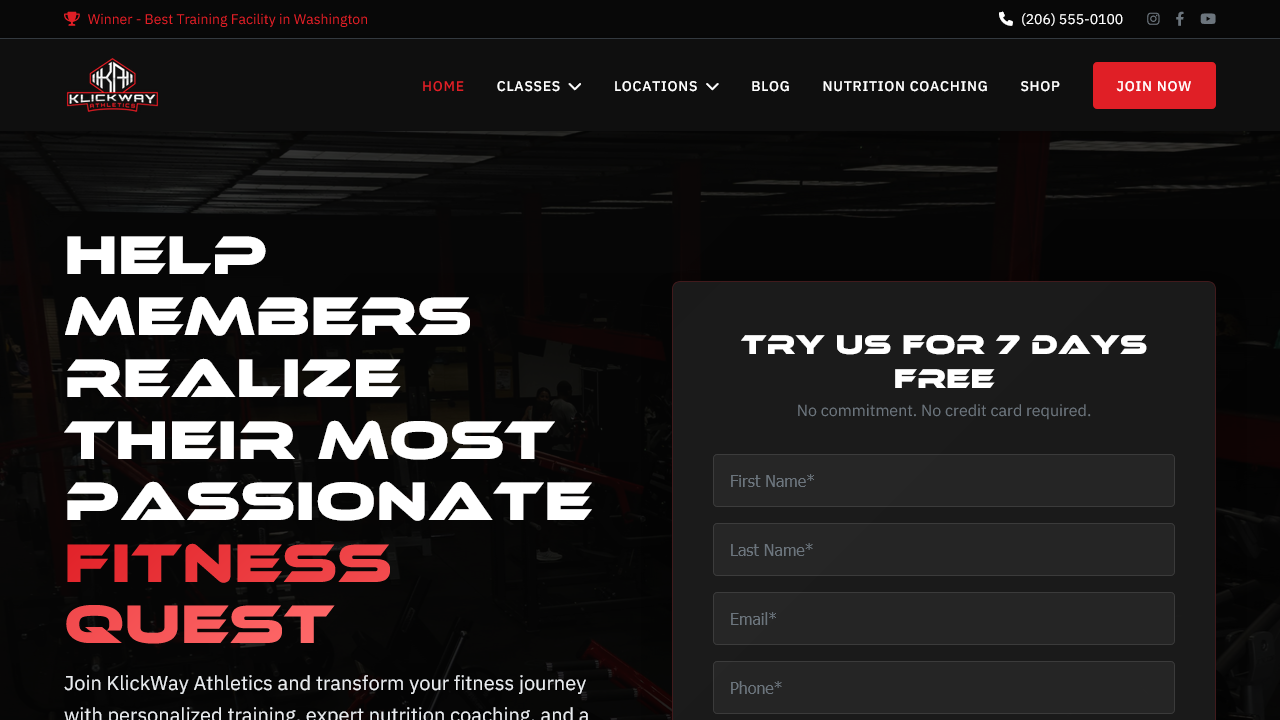 Winner - Best Training Facility in Washington
(206) 555-0100
KA
KLICKWAY
ATHLETICS
HOME
CLASSES
LOCATIONS
BLOG
NUTRITION COACHING
SHOP
JOIN NOW
HELP
MEMBERS
REALIZE
THEIR MOST
PASSIONATE
FITNESS
QUEST
Join KlickWay Athletics and transform your fitness journey
with personalized training, expert nutrition coaching, and a
TRY US FOR 7 DAYS
FREE
No commitment. No credit card required.
First Name*
Last Name*
Email*
Phone*